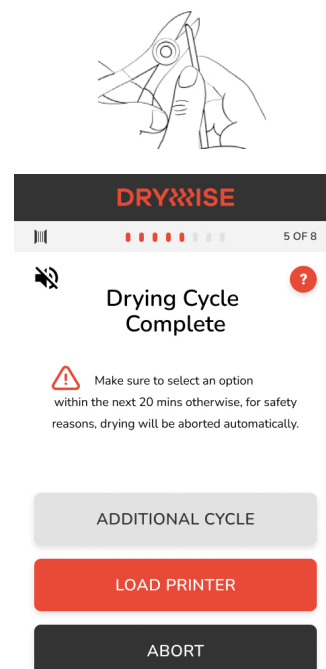 DRYWISE
5 OF 8
?
Drying Cycle
Complete
Make sure to select an option
within the next 20 mins otherwise, for safety
reasons, drying will be aborted automatically.
ADDITIONAL CYCLE
LOAD PRINTER
ABORT